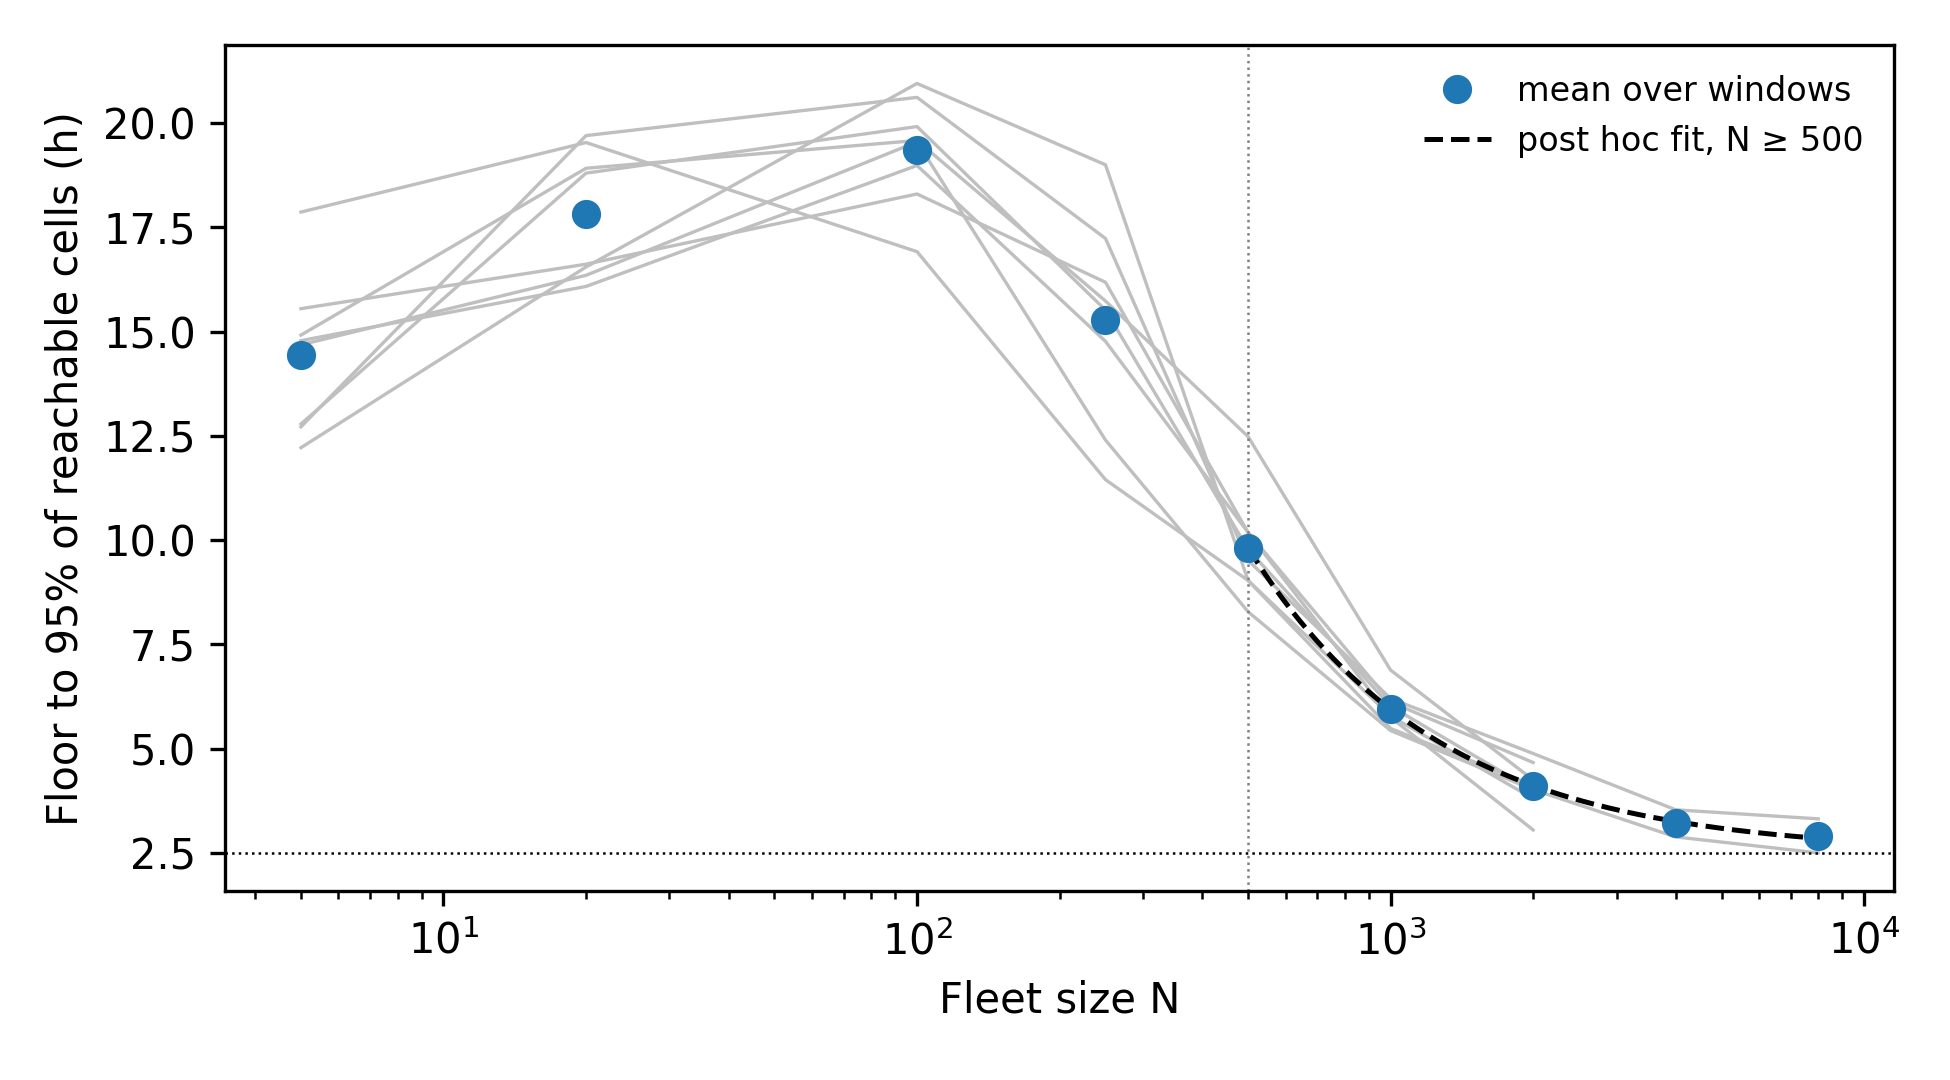 mean over windows
post hoc fit, N ≥ 500
Floor to 95% of reachable cells (h)
20.0
17.5
15.0
12.5
10.0
7.5
5.0
2.5
10¹ 10² 10³ 10⁴
Fleet size N